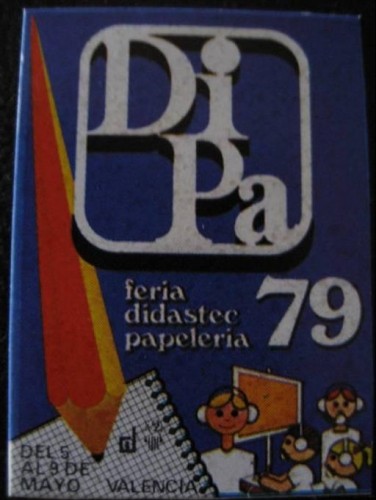 Di
Pa
feria
didastec
papeleria
79
DEL 5
AL 9 DE
MAYO VALENCIA